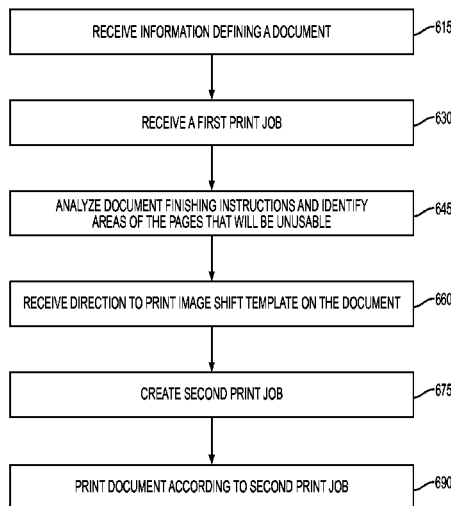 RECEIVE INFORMATION DEFINING A DOCUMENT
615
RECEIVE A FIRST PRINT JOB
630
ANALYZE DOCUMENT FINISHING INSTRUCTIONS AND IDENTIFY
AREAS OF THE PAGES THAT WILL BE UNUSABLE
645
RECEIVE DIRECTION TO PRINT IMAGE SHIFT TEMPLATE ON THE DOCUMENT
660
CREATE SECOND PRINT JOB
675
PRINT DOCUMENT ACCORDING TO SECOND PRINT JOB
690